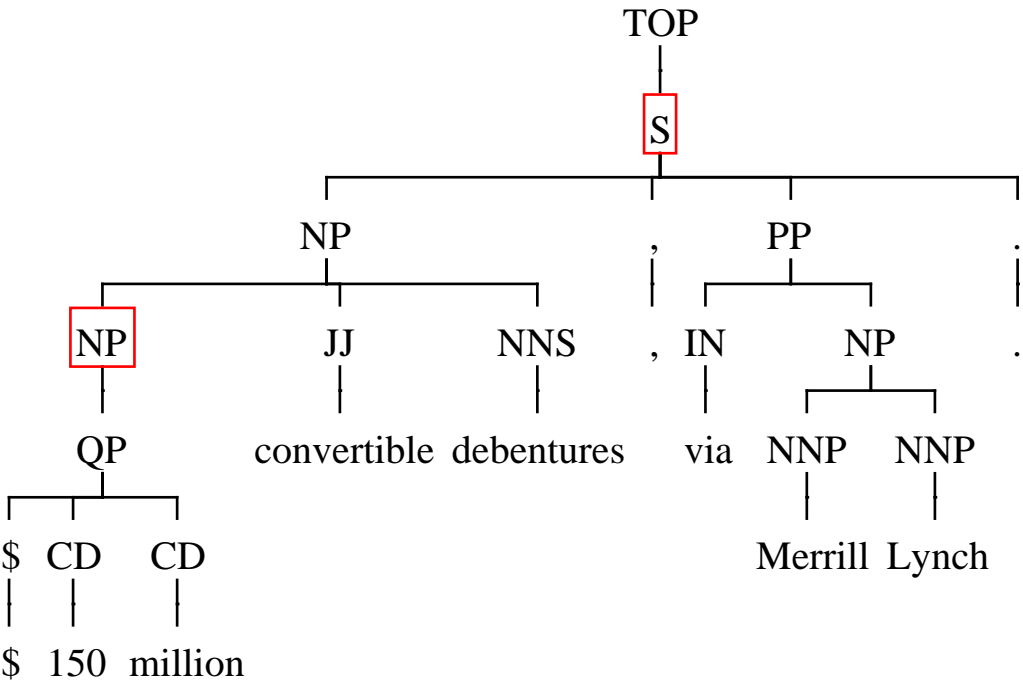 TOP
S
NP , PP .
NP JJ NNS , IN NP .
QP convertible debentures via NNP NNP
$ CD CD Merrill Lynch
$ 150 million